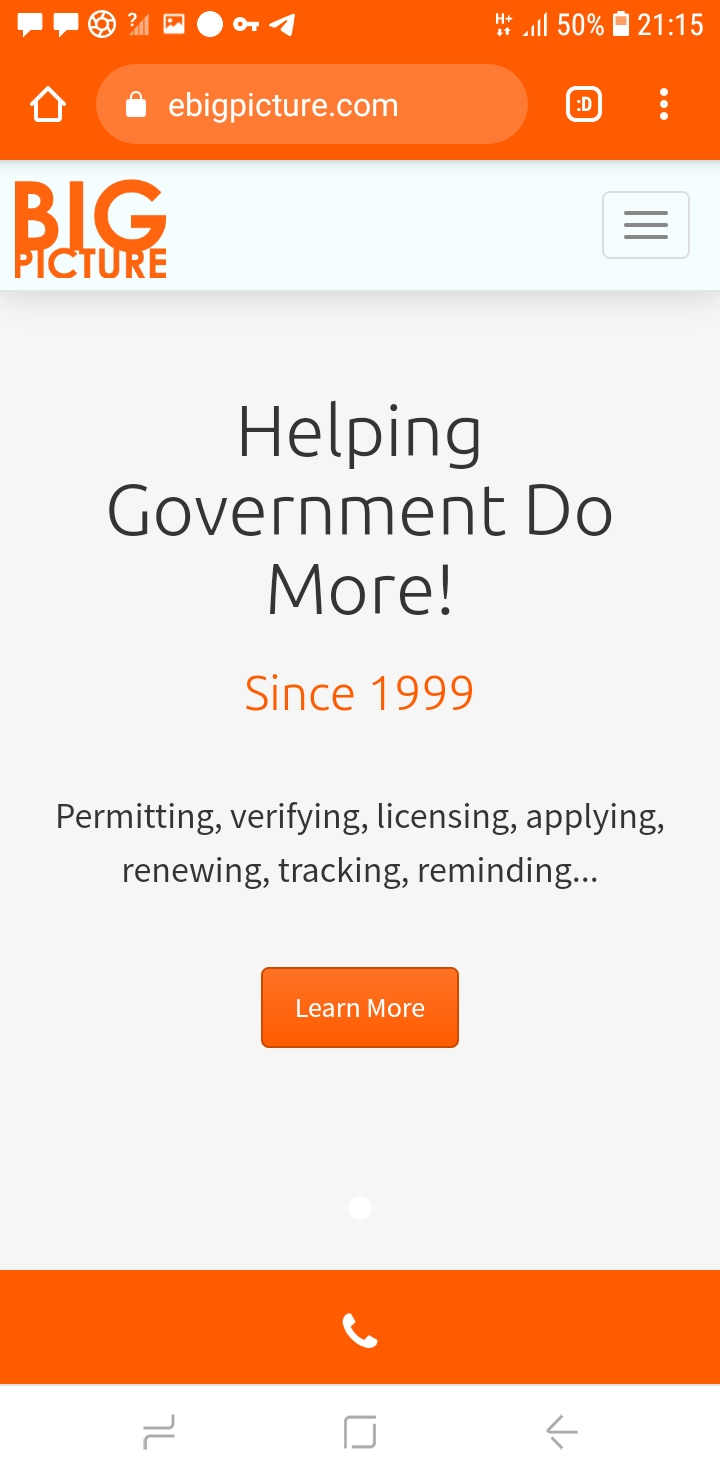 H+ 50% 21:15
ebigpicture.com :D
BIG
PICTURE
Helping
Government Do
More!
Since 1999
Permitting, verifying, licensing, applying,
renewing, tracking, reminding...
Learn More